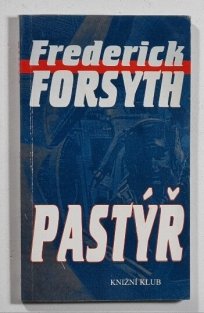 Frederick
FORSYTH
PASTÝŘ
KNIŽNÍ KLUB